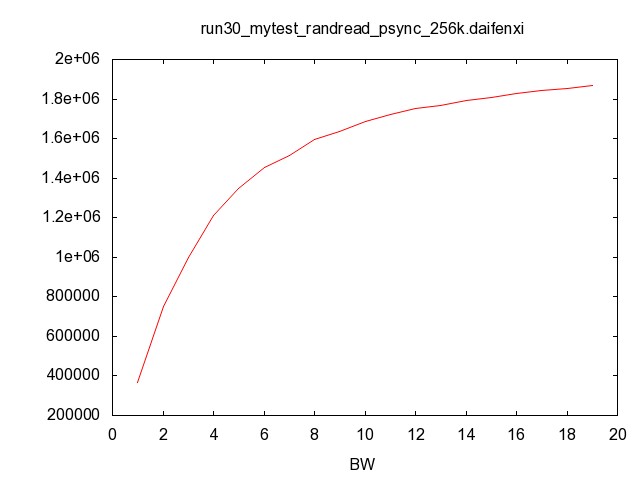 run30_mytest_randread_psync_256k.daifenxi
2e+06
1.8e+06
1.6e+06
1.4e+06
1.2e+06
1e+06
800000
600000
400000
200000
0 2 4 6 8 10 12 14 16 18 20
BW